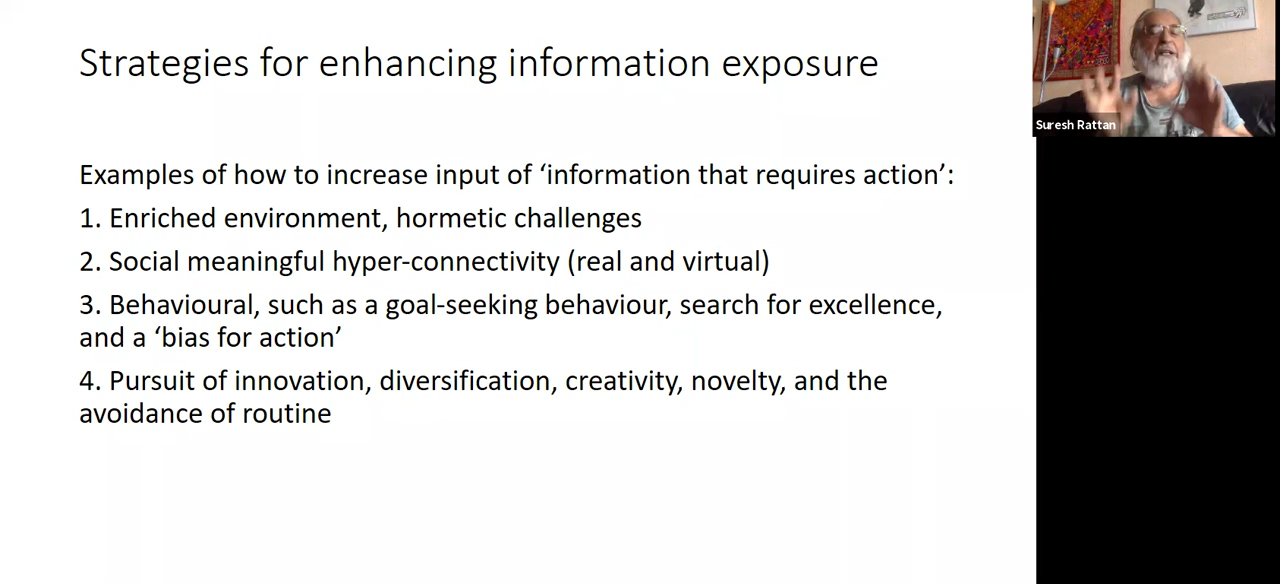 Strategies for enhancing information exposure
Suresh Rattan
Examples of how to increase input of ‘information that requires action’:
1. Enriched environment, hormetic challenges
2. Social meaningful hyper-connectivity (real and virtual)
3. Behavioural, such as a goal-seeking behaviour, search for excellence,
and a ‘bias for action’
4. Pursuit of innovation, diversification, creativity, novelty, and the
avoidance of routine